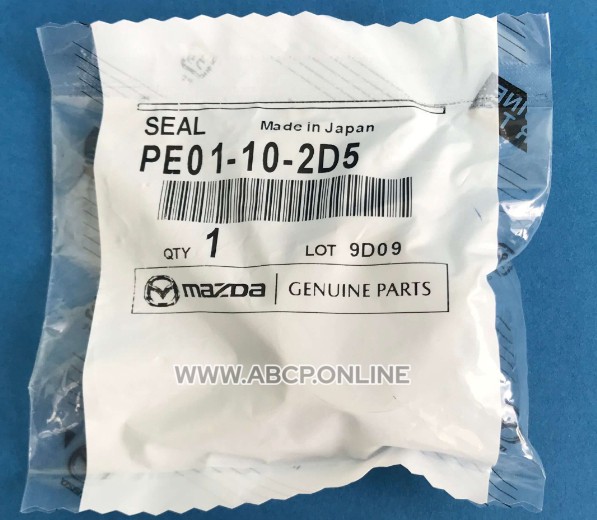 SEAL Made in Japan
PE01-10-2D5
QTY 1 LOT 9D09
mazda GENUINE PARTS
WWW.ABCP.ONLINE